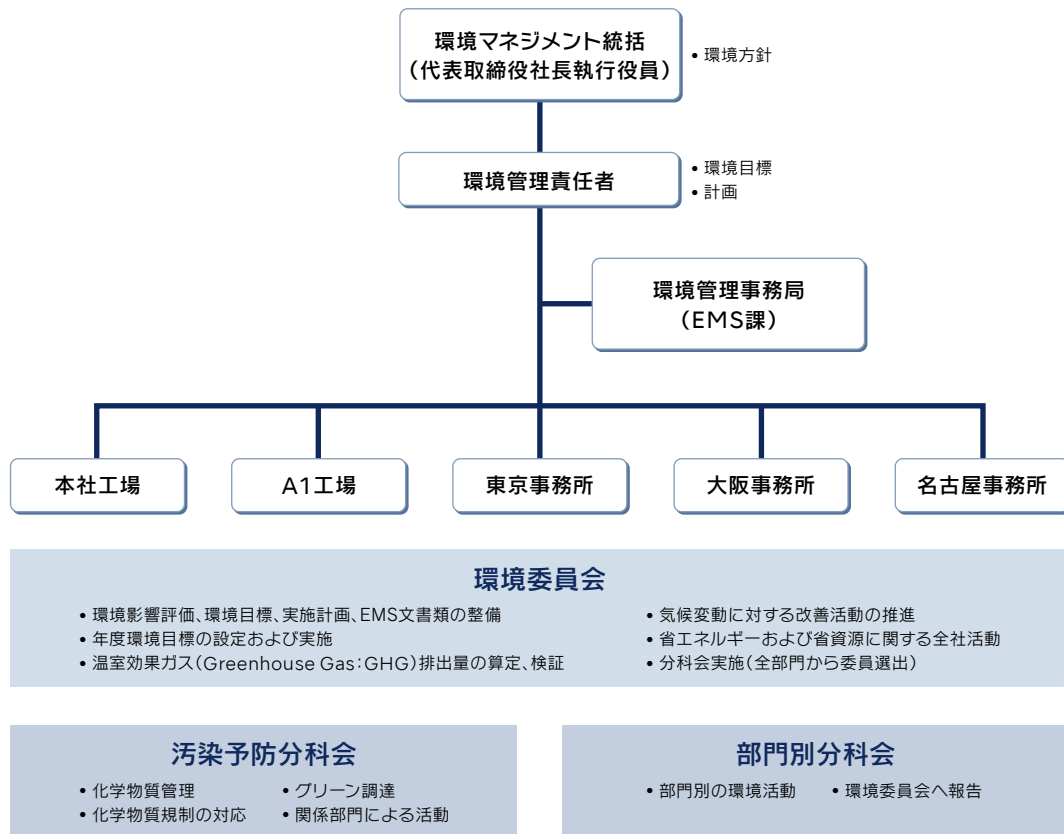 環境マネジメント統括
（代表取締役社長執行役員）
• 環境方針
環境管理責任者
• 環境目標
• 計画
環境管理事務局
（EMS課）
本社工場
A1工場
東京事務所
大阪事務所
名古屋事務所
環境委員会
• 環境影響評価、環境目標、実施計画、EMS文書類の整備
• 年度環境目標の設定および実施
• 温室効果ガス（Greenhouse Gas：GHG）排出量の算定、検証
• 気候変動に対する改善活動の推進
• 省エネルギーおよび省資源に関する全社活動
• 分科会実施（全部門から委員選出）
汚染予防分科会
• 化学物質管理
• 化学物質規制の対応
• グリーン調達
• 関係部門による活動
部門別分科会
• 部門別の環境活動
• 環境委員会へ報告